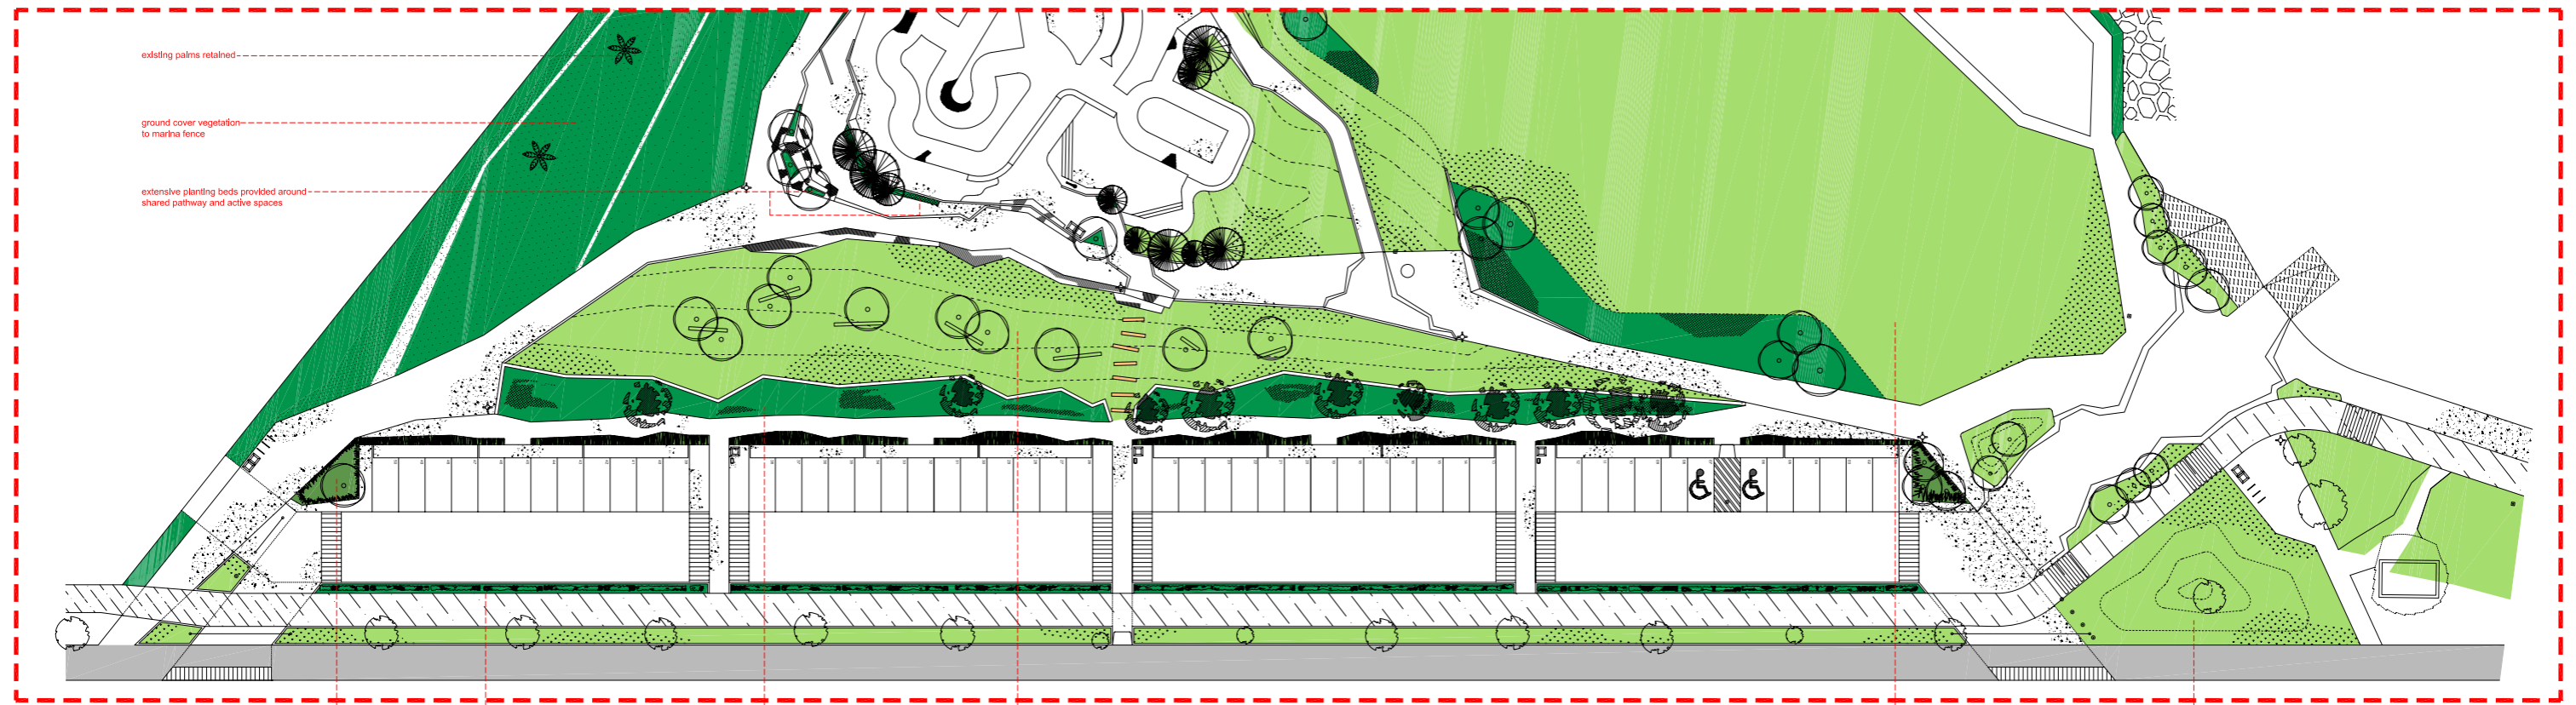 existing palms retained
ground cover vegetation
to marina fence
extensive planting beds provided around
shared pathway and active spaces